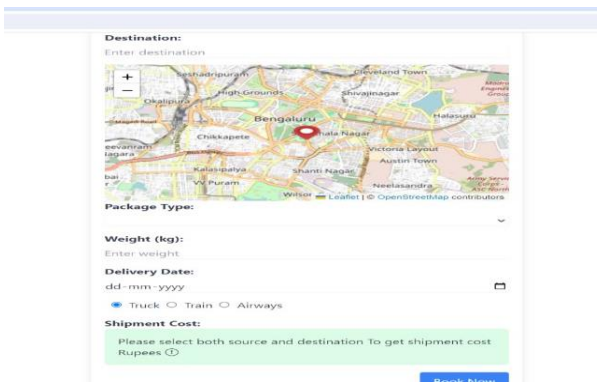 Destination:
Enter destination
+
Seshadripuram
Cleveland Town
−
High Grounds
Shivajinagar
Okalipura
Bengaluru
Halasuru
Chikkapete
Victoria Layout
Austin Town
Kalasipalya
Shanti Nagar
VV Puram
Neelasandra
Leaflet | © OpenStreetMap contributors
Package Type:
Weight (kg):
Enter weight
Delivery Date:
dd-mm-yyyy
Truck Train Airways
Shipment Cost:
Please select both source and destination To get shipment cost
Rupees
Book Now